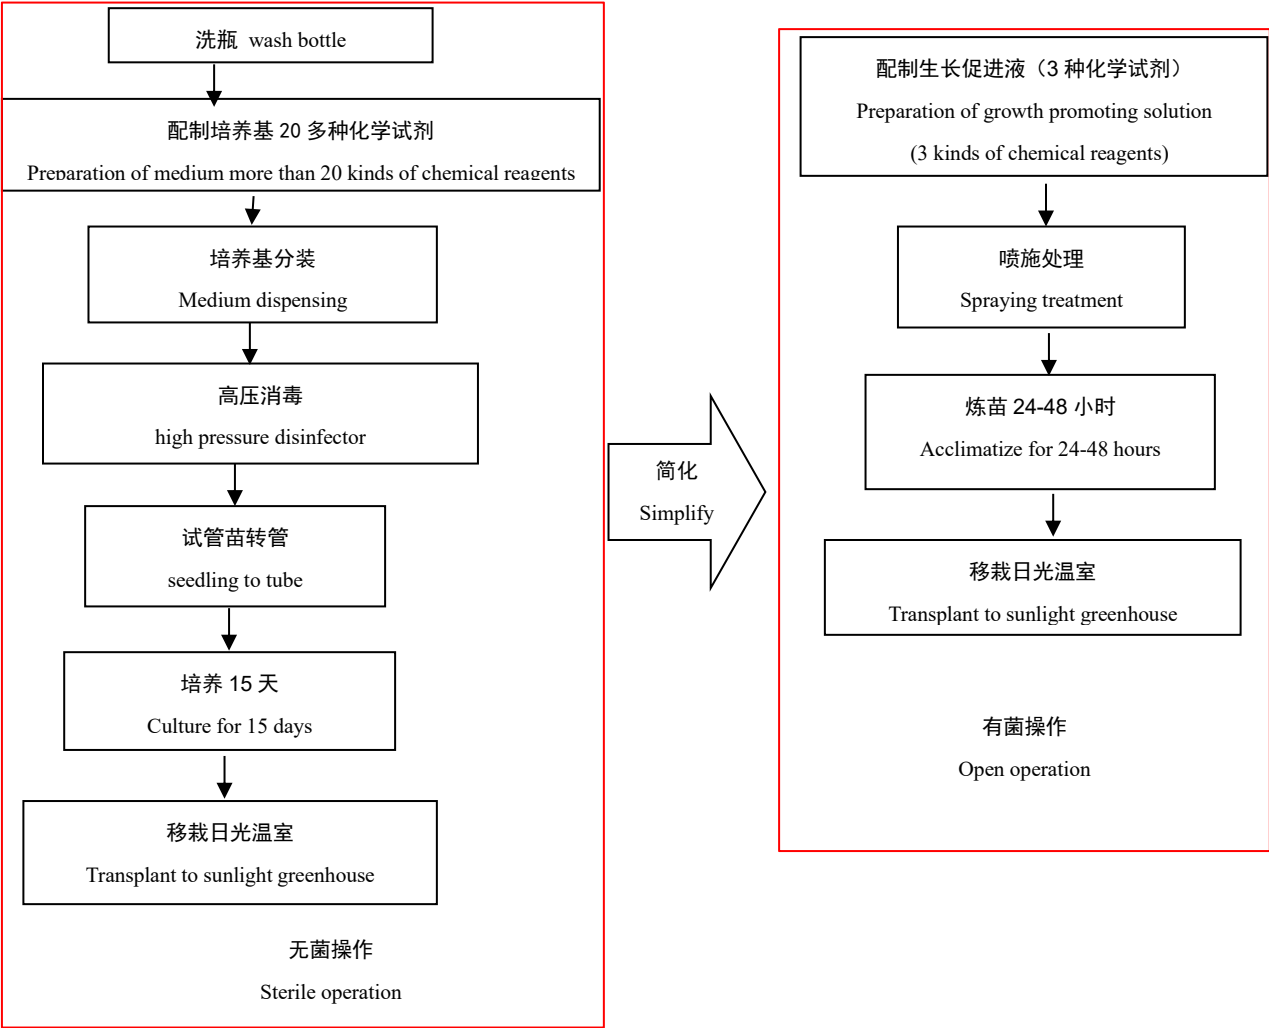 洗瓶 wash bottle
配制培养基 20 多种化学试剂
Preparation of medium more than 20 kinds of chemical reagents
培养基分装
Medium dispensing
高压消毒
high pressure disinfector
试管苗转管
seedling to tube
培养 15 天
Culture for 15 days
移栽日光温室
Transplant to sunlight greenhouse
无菌操作
Sterile operation
简化
Simplify
配制生长促进液（3 种化学试剂）
Preparation of growth promoting solution
(3 kinds of chemical reagents)
喷施处理
Spraying treatment
炼苗 24-48 小时
Acclimatize for 24-48 hours
移栽日光温室
Transplant to sunlight greenhouse
有菌操作
Open operation